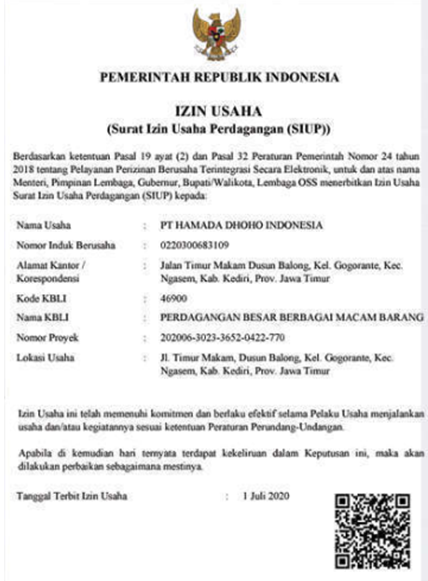 PEMERINTAH REPUBLIK INDONESIA
IZIN USAHA
(Surat Izin Usaha Perdagangan (SIUP))
Berdasarkan ketentuan Pasal 19 ayat (2) dan Pasal 32 Peraturan Pemerintah Nomor 24 tahun
2018 tentang Pelayanan Perizinan Berusaha Terintegrasi Secara Elektronik, untuk dan atas nama
Menteri, Pimpinan Lembaga, Gubernur, Bupati/Walikota, Lembaga OSS menerbitkan Izin Usaha
Surat Izin Usaha Perdagangan (SIUP) kepada:
Nama Usaha : PT HAMADA DHOHO INDONESIA
Nomor Induk Berusaha : 0220300683109
Alamat Kantor / : Jalan Timur Makam Dusun Balong, Kel. Gogorante, Kec.
Korespondensi Ngasem, Kab. Kediri, Prov. Jawa Timur
Kode KBLI : 46900
Nama KBLI : PERDAGANGAN BESAR BERBAGAI MACAM BARANG
Nomor Proyek : 202006-3023-3652-0422-770
Lokasi Usaha : Jl. Timur Makam, Dusun Balong, Kel. Gogorante, Kec.
Ngasem, Kab. Kediri, Prov. Jawa Timur
Izin Usaha ini telah memenuhi komitmen dan berlaku efektif selama Pelaku Usaha menjalankan
usaha dan/atau kegiatannya sesuai ketentuan Peraturan Perundang-Undangan.
Apabila di kemudian hari ternyata terdapat kekeliruan dalam Keputusan ini, maka akan
dilakukan perbaikan sebagaimana mestinya.
Tanggal Terbit Izin Usaha : 1 Juli 2020